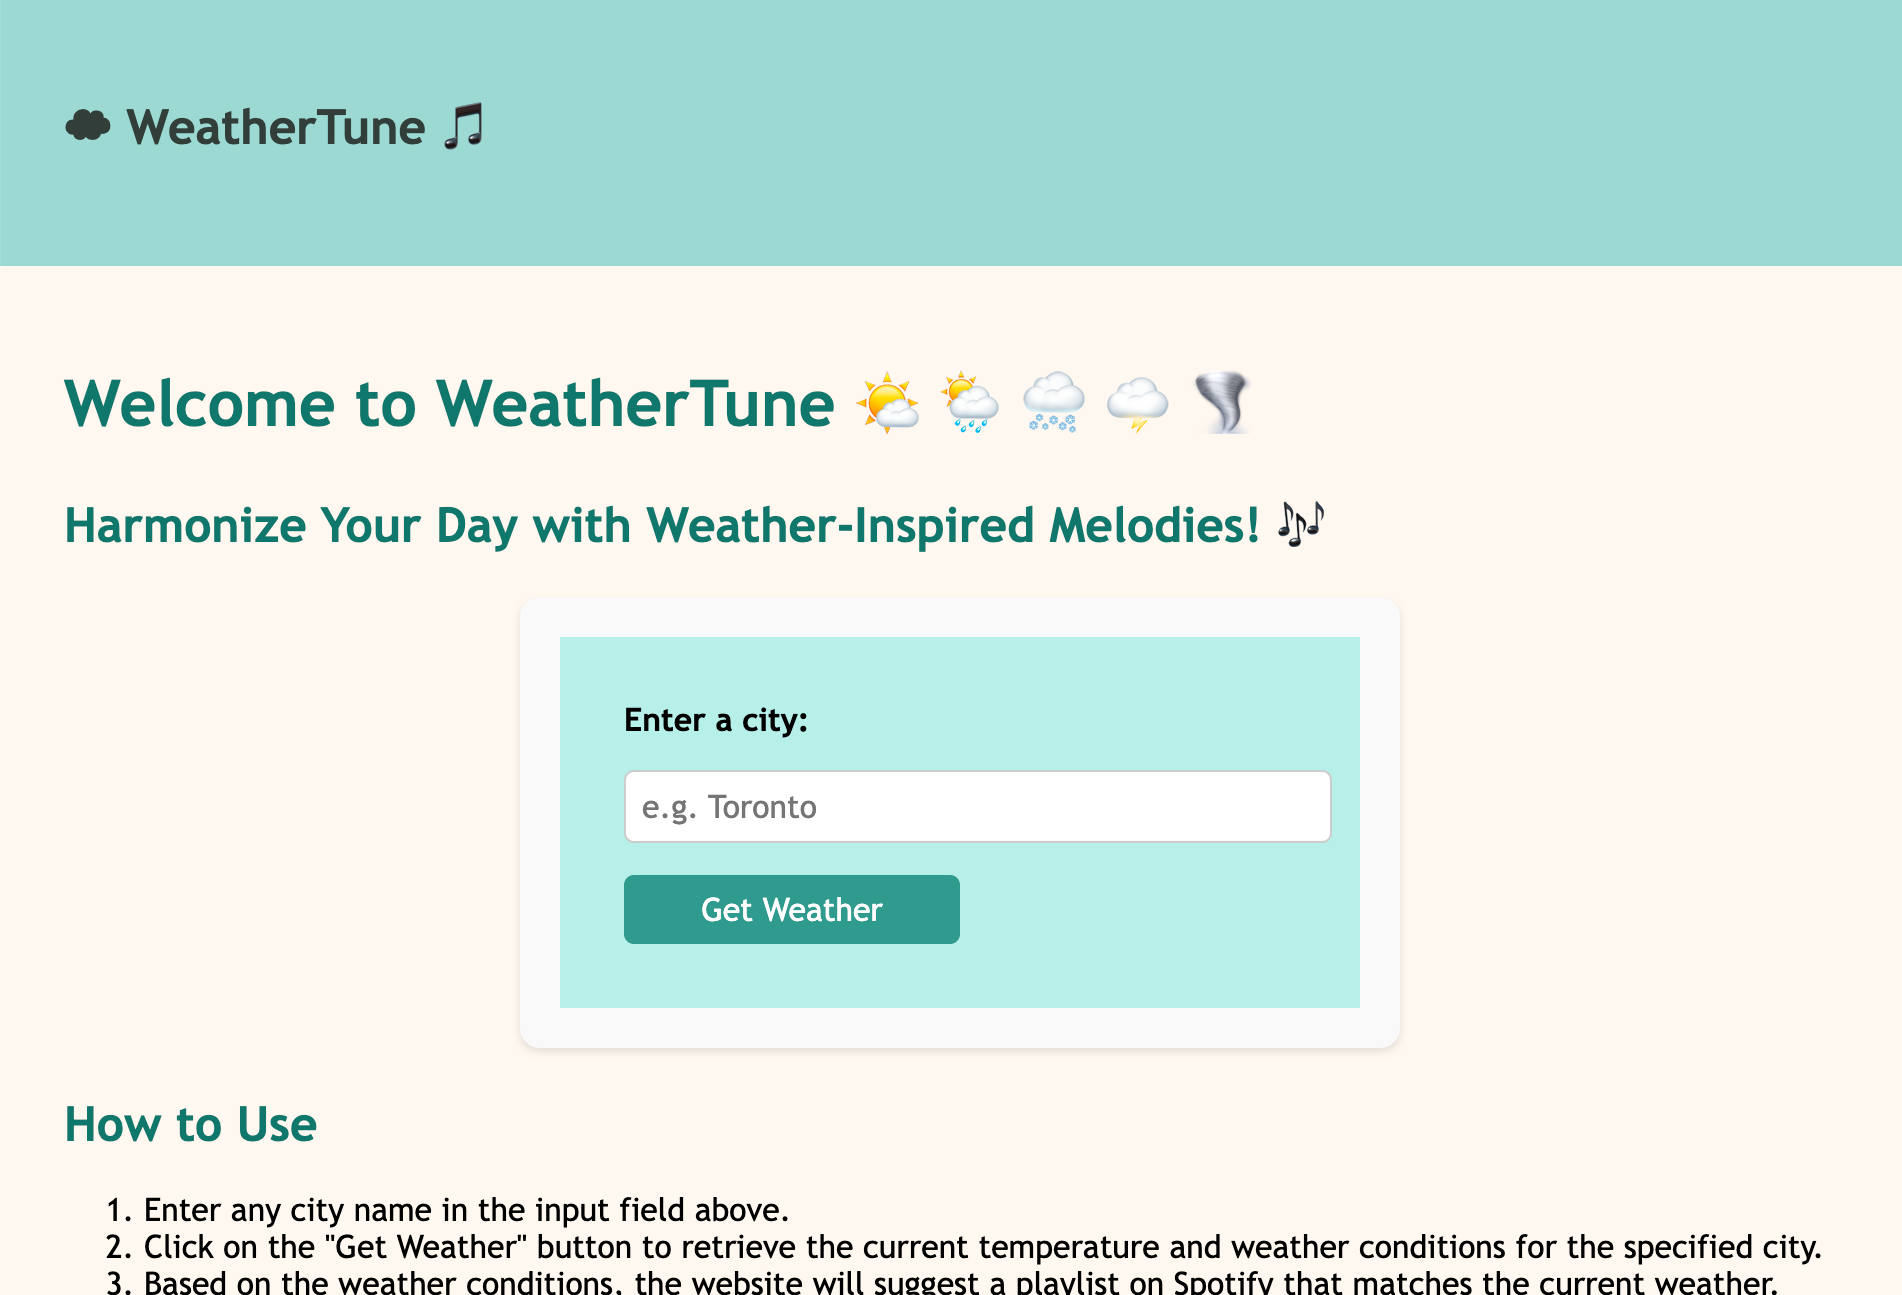 ☁ WeatherTune 🎵
Welcome to WeatherTune 🌤 🌦 🌨 🌩 🌪
Harmonize Your Day with Weather-Inspired Melodies! 🎶
Enter a city:
e.g. Toronto
Get Weather
How to Use
1. Enter any city name in the input field above.
2. Click on the "Get Weather" button to retrieve the current temperature and weather conditions for the specified city.
3. Based on the weather conditions, the website will suggest a playlist on Spotify that matches the current weather.